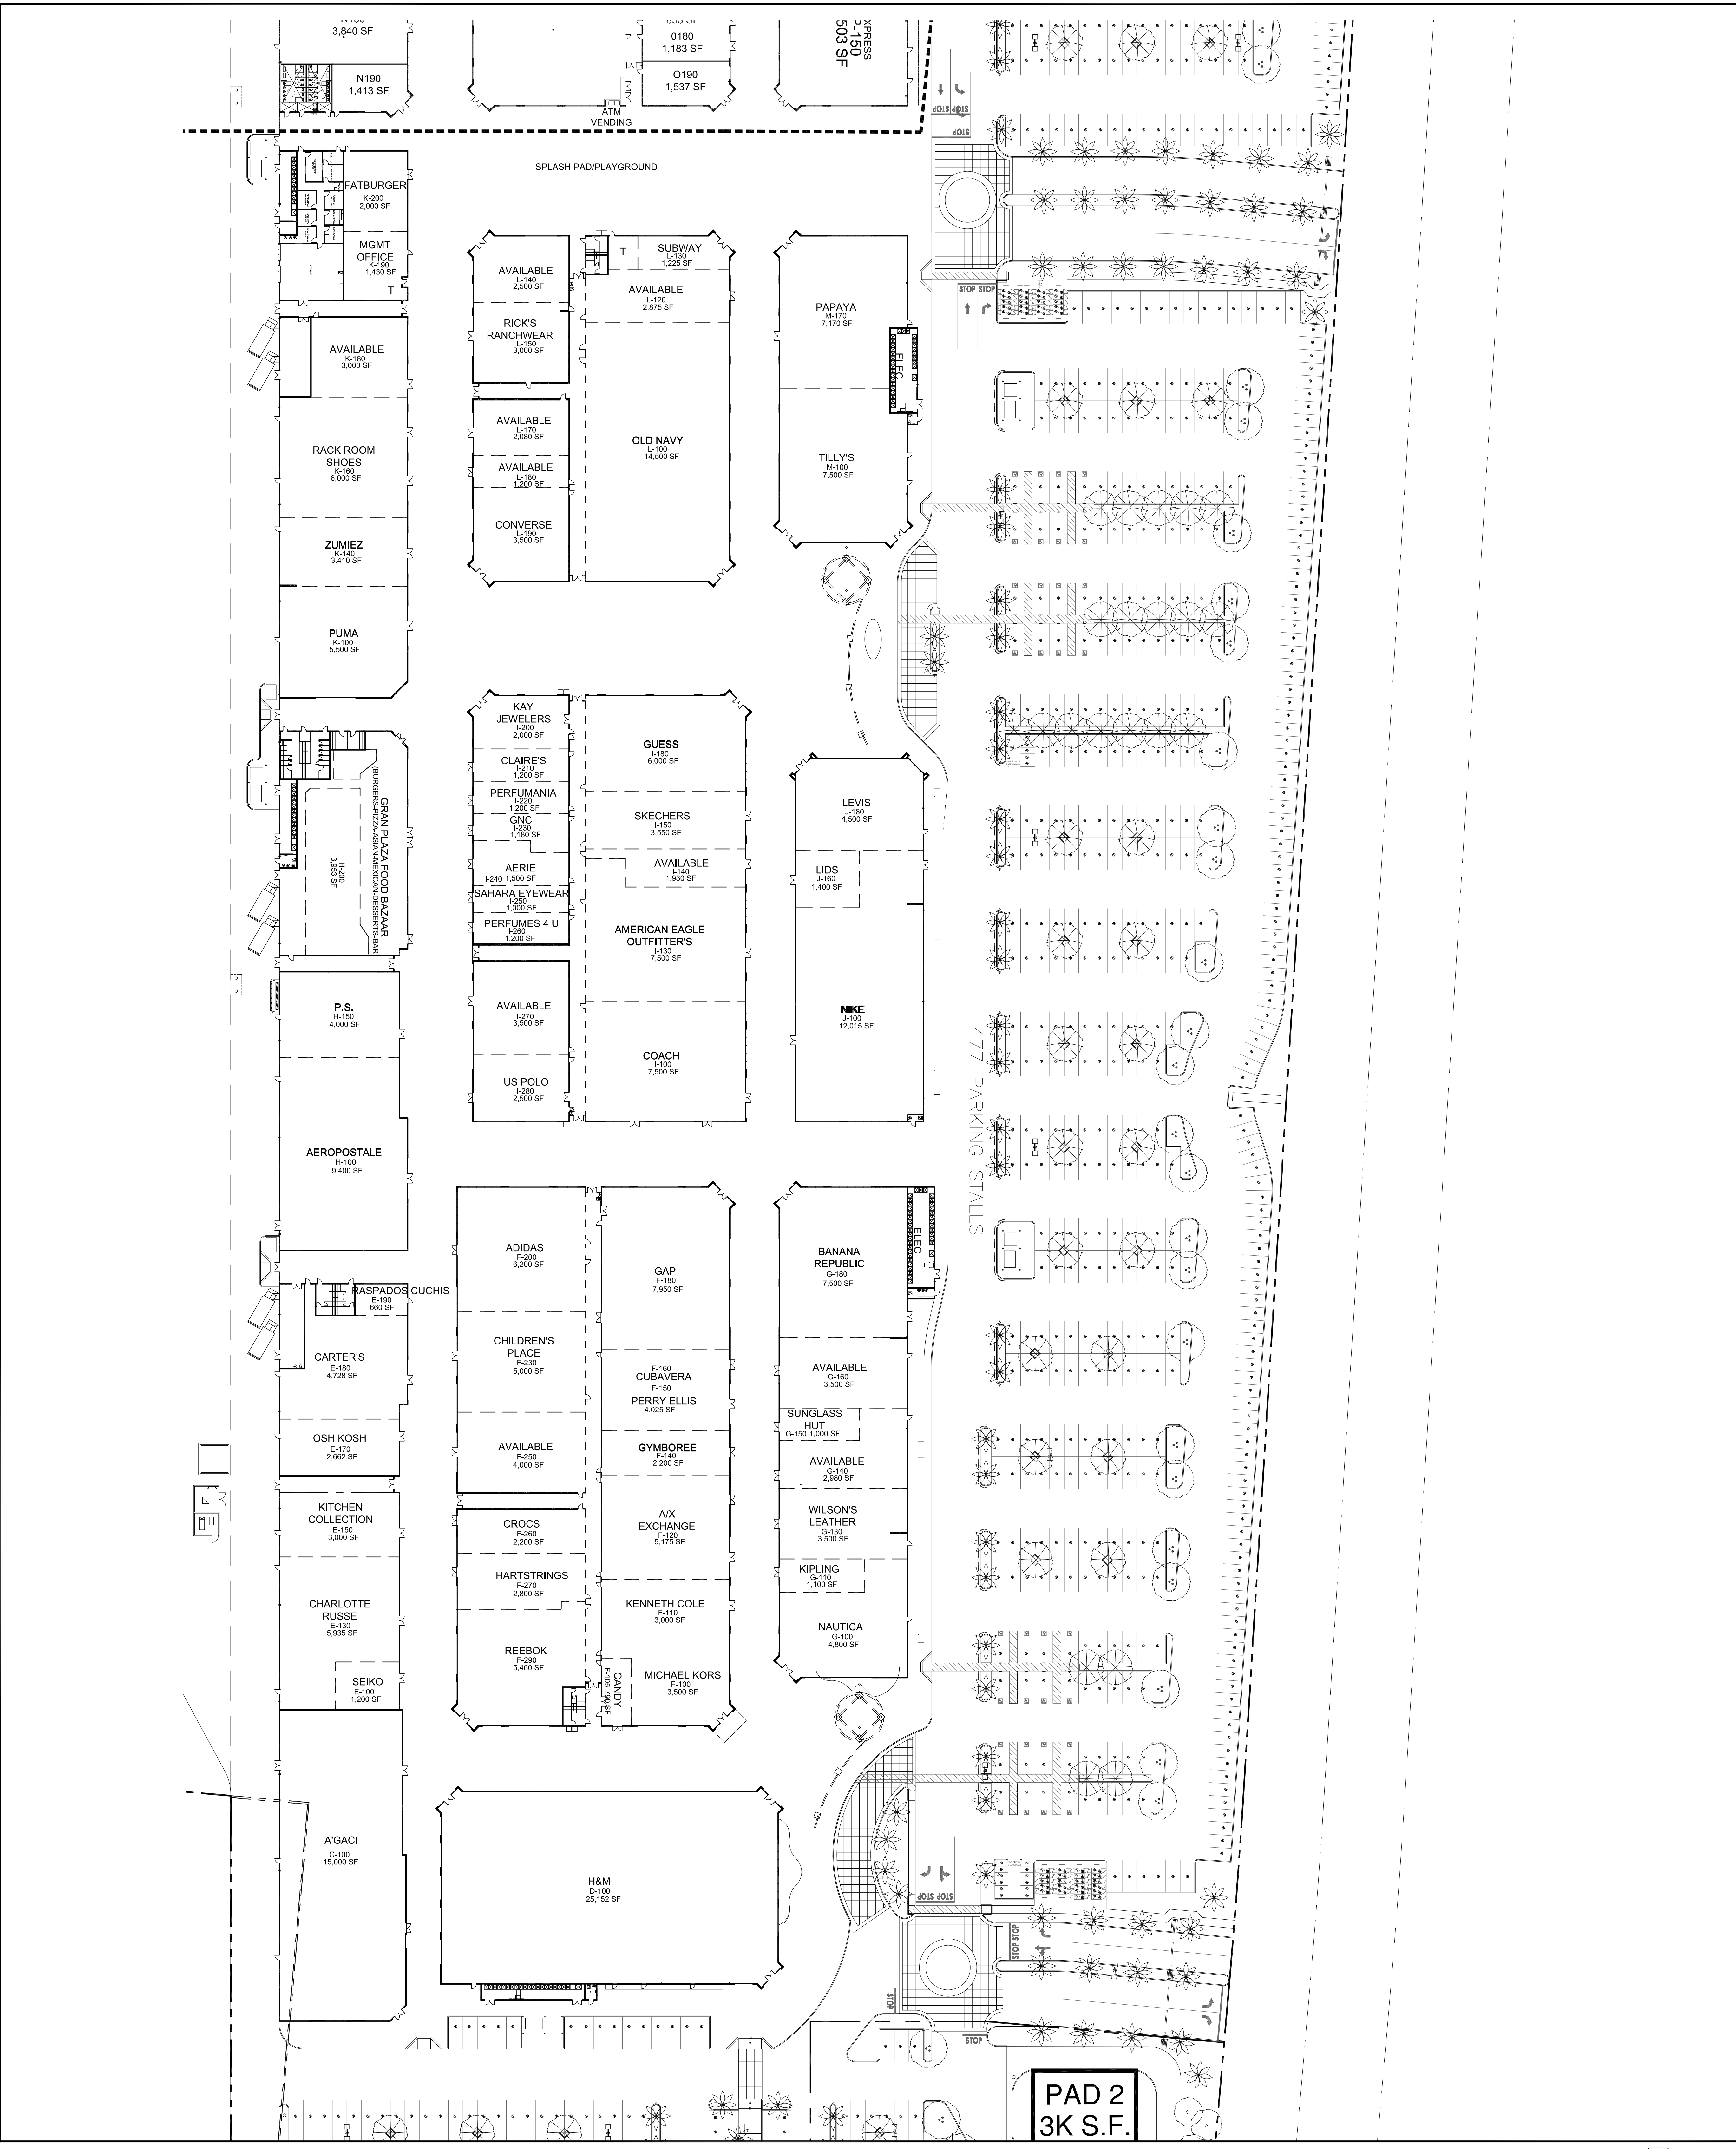 3,840 SF
N190
1,413 SF
0180
1,183 SF
O190
1,537 SF
XPRESS
P-150
503 SF
ATM
VENDING
STOP STOP
STOP
SPLASH PAD/PLAYGROUND
FATBURGER
K-200
2,000 SF
MGMT
OFFICE
K-190
1,430 SF
T
AVAILABLE
L-140
2,500 SF
RICK'S
RANCHWEAR
L-150
3,000 SF
T
SUBWAY
L-130
1,225 SF
AVAILABLE
L-120
2,875 SF
PAPAYA
M-170
7,170 SF
ELEC
STOP STOP
AVAILABLE
K-180
3,000 SF
RACK ROOM
SHOES
K-160
6,000 SF
ZUMIEZ
K-140
3,410 SF
PUMA
K-100
5,500 SF
AVAILABLE
L-170
2,080 SF
AVAILABLE
L-180
1,200 SF
CONVERSE
L-190
3,500 SF
OLD NAVY
L-100
14,500 SF
TILLY'S
M-100
7,500 SF
GRAN PLAZA FOOD BAZAAR
(BURGERS-PIZZA-ASIAN-MEXICAN-DESSERTS-BAR
H-200
3,953 SF
KAY
JEWELERS
I-200
2,000 SF
CLAIRE'S
I-210
1,200 SF
PERFUMANIA
I-220
1,200 SF
GNC
I-230
1,180 SF
AERIE
I-240 1,500 SF
SAHARA EYEWEAR
I-250
1,000 SF
PERFUMES 4 U
I-260
1,200 SF
GUESS
I-180
6,000 SF
SKECHERS
I-150
3,550 SF
AVAILABLE
I-140
1,930 SF
AMERICAN EAGLE
OUTFITTER'S
I-130
7,500 SF
COACH
I-100
7,500 SF
LEVIS
J-180
4,500 SF
LIDS
J-160
1,400 SF
NIKE
J-100
12,015 SF
477 PARKING STALLS
P.S.
H-150
4,000 SF
AEROPOSTALE
H-100
9,400 SF
AVAILABLE
I-270
3,500 SF
US POLO
I-280
2,500 SF
RASPADOS CUCHIS
E-190
660 SF
CARTER'S
E-180
4,728 SF
OSH KOSH
E-170
2,662 SF
KITCHEN
COLLECTION
E-150
3,000 SF
CHARLOTTE
RUSSE
E-130
5,935 SF
SEIKO
E-100
1,200 SF
ADIDAS
F-200
6,200 SF
CHILDREN'S
PLACE
F-230
5,000 SF
AVAILABLE
F-250
4,000 SF
CROCS
F-260
2,200 SF
HARTSTRINGS
F-270
2,800 SF
REEBOK
F-290
5,460 SF
GAP
F-180
7,950 SF
F-160
CUBAVERA
F-150
PERRY ELLIS
4,025 SF
GYMBOREE
F-140
2,200 SF
A/X
EXCHANGE
F-120
5,175 SF
KENNETH COLE
F-110
3,000 SF
CANDY
F-105 790 SF
MICHAEL KORS
F-100
3,500 SF
BANANA
REPUBLIC
G-180
7,500 SF
ELEC
AVAILABLE
G-160
3,500 SF
SUNGLASS
HUT
G-150 1,000 SF
AVAILABLE
G-140
2,980 SF
WILSON'S
LEATHER
G-130
3,500 SF
KIPLING
G-110
1,100 SF
NAUTICA
G-100
4,800 SF
A'GACI
C-100
15,000 SF
H&M
D-100
25,152 SF
STOP STOP
STOP STOP
STOP
STOP
PAD 2
3K S.F.